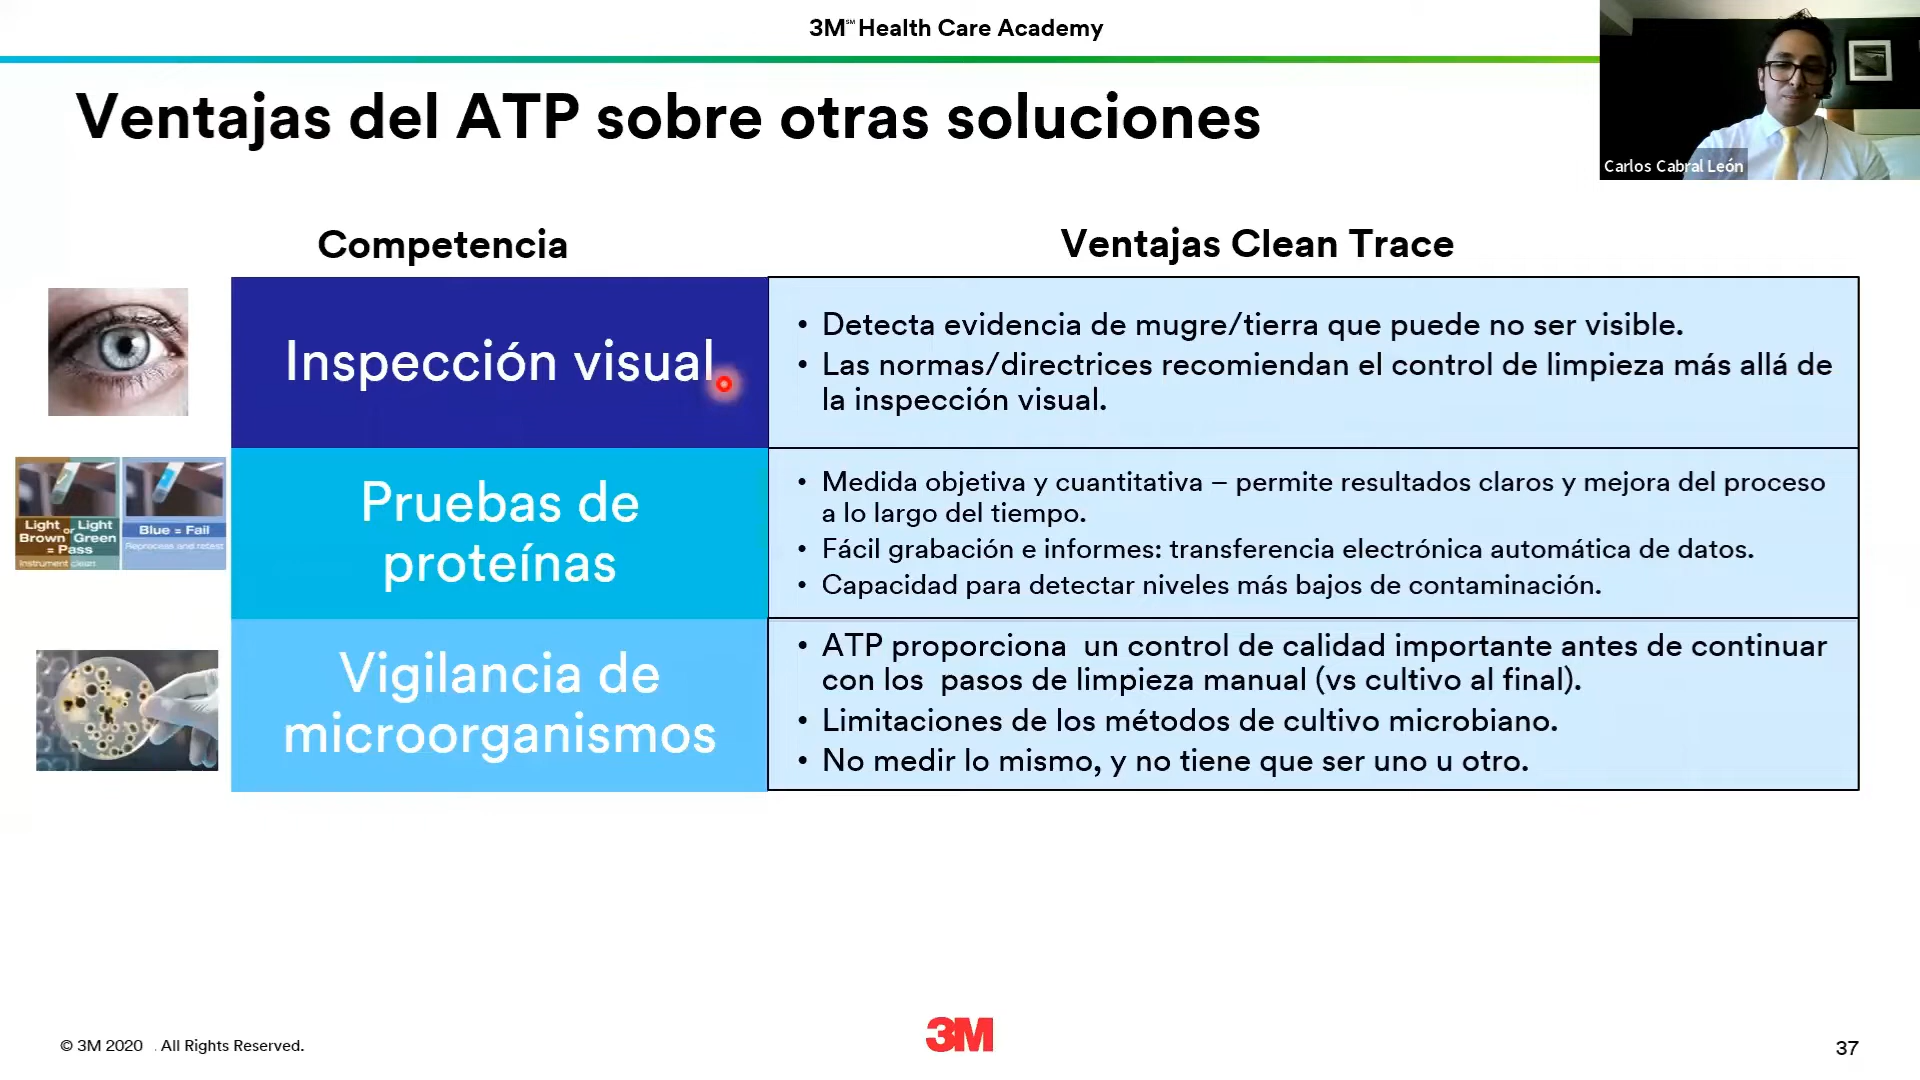 3M℠ Health Care Academy
Carlos Cabral León
Ventajas del ATP sobre otras soluciones
Competencia
Ventajas Clean Trace
Inspección visual.
• Detecta evidencia de mugre/tierra que puede no ser visible.
• Las normas/directrices recomiendan el control de limpieza más allá de
la inspección visual.
Light or Light
Brown Green
= Pass
Instrument clean
Blue = Fail
Reprocess and retest
Pruebas de
proteínas
• Medida objetiva y cuantitativa – permite resultados claros y mejora del proceso
a lo largo del tiempo.
• Fácil grabación e informes: transferencia electrónica automática de datos.
• Capacidad para detectar niveles más bajos de contaminación.
Vigilancia de
microorganismos
• ATP proporciona un control de calidad importante antes de continuar
con los pasos de limpieza manual (vs cultivo al final).
• Limitaciones de los métodos de cultivo microbiano.
• No medir lo mismo, y no tiene que ser uno u otro.
© 3M 2020 . All Rights Reserved.
3M
37